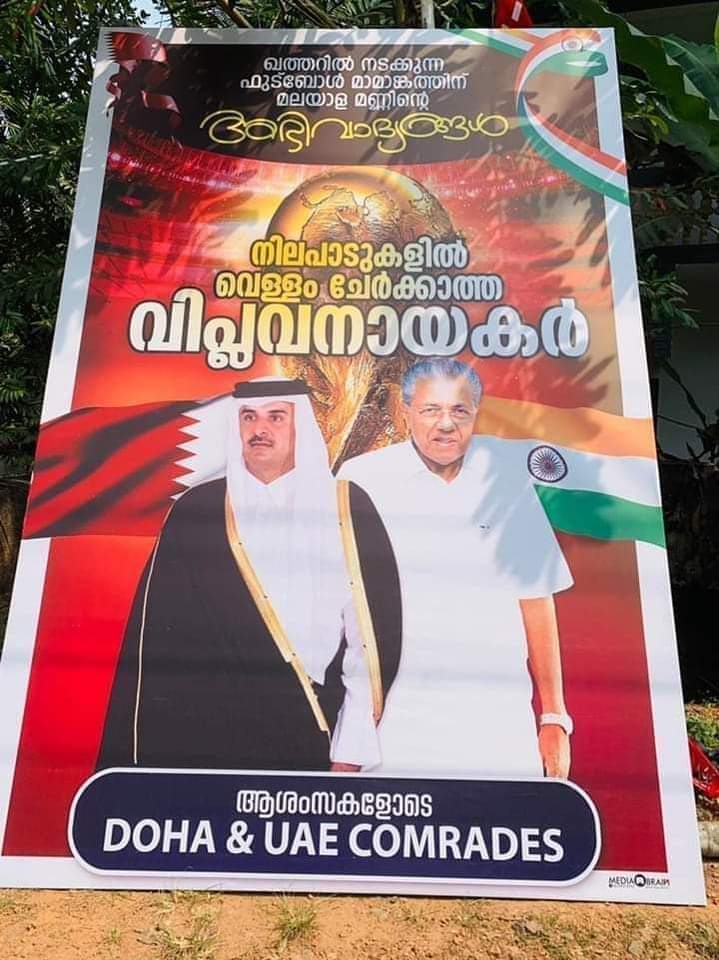 ഖത്തറിൽ നടക്കുന്ന
ഫുട്ബോൾ മാമാങ്കത്തിന്
മലയാള മണ്ണിന്റെ
അഭിവാദ്യങ്ങൾ
നിലപാടുകളിൽ
വെള്ളം ചേർക്കാത്ത
വിപ്ലവനായകർ
ആശംസകളോടെ
DOHA & UAE COMRADES
MEDIA BRAIN